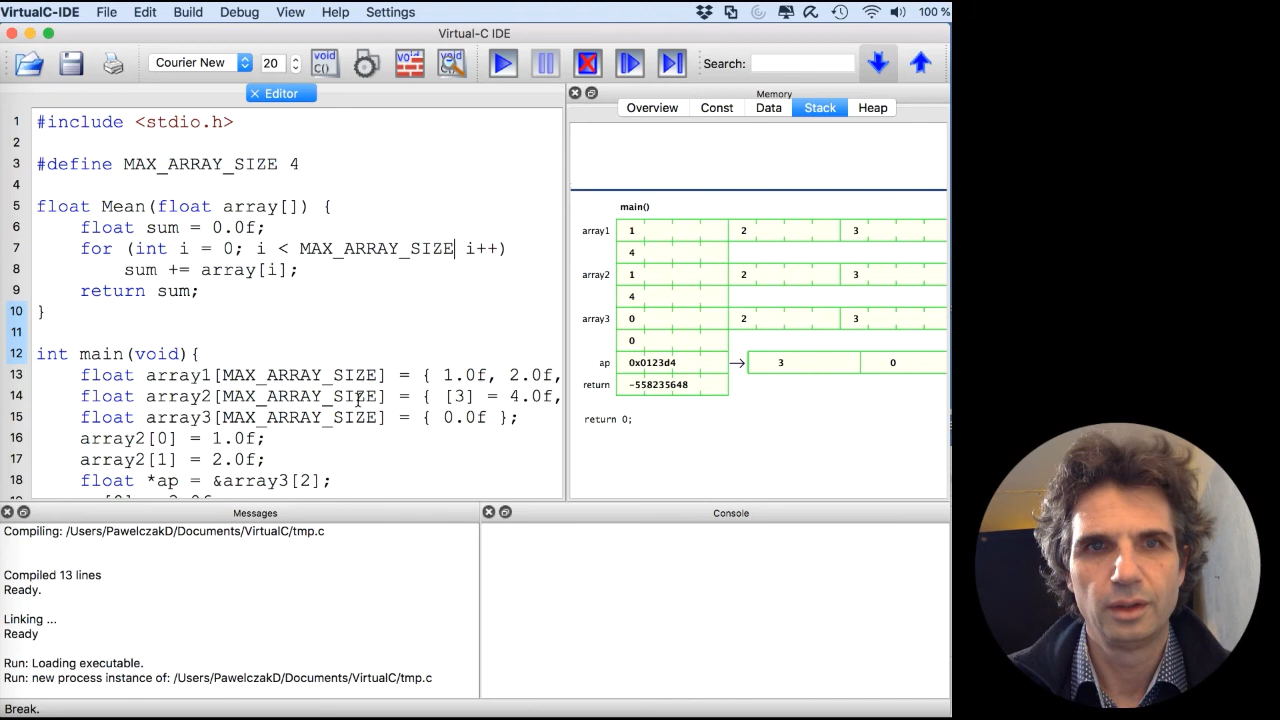 VirtualC-IDE File Edit Build Debug View Help Settings 100 %
Virtual-C IDE
Courier New 20 void C() void void C() Search:
Editor
Memory
Overview Const Data Stack Heap
1 #include <stdio.h>
2
3 #define MAX_ARRAY_SIZE 4
4
5 float Mean(float array[]) {
6 float sum = 0.0f;
7 for (int i = 0; i < MAX_ARRAY_SIZE i++)
8 sum += array[i];
9 return sum;
10 }
11
12 int main(void){
13 float array1[MAX_ARRAY_SIZE] = { 1.0f, 2.0f,
14 float array2[MAX_ARRAY_SIZE] = { [3] = 4.0f,
15 float array3[MAX_ARRAY_SIZE] = { 0.0f };
16 array2[0] = 1.0f;
17 array2[1] = 2.0f;
18 float *ap = &array3[2];
main()
array1 1 2 3
4
array2 1 2 3
4
array3 0 2 3
0
ap 0x0123d4 3 0
return -558235648
return 0;
Messages
Compiling: /Users/PawelczakD/Documents/VirtualC/tmp.c
Compiled 13 lines
Ready.
Linking ...
Ready
Run: Loading executable.
Run: new process instance of: /Users/PawelczakD/Documents/VirtualC/tmp.c
Console
Break.